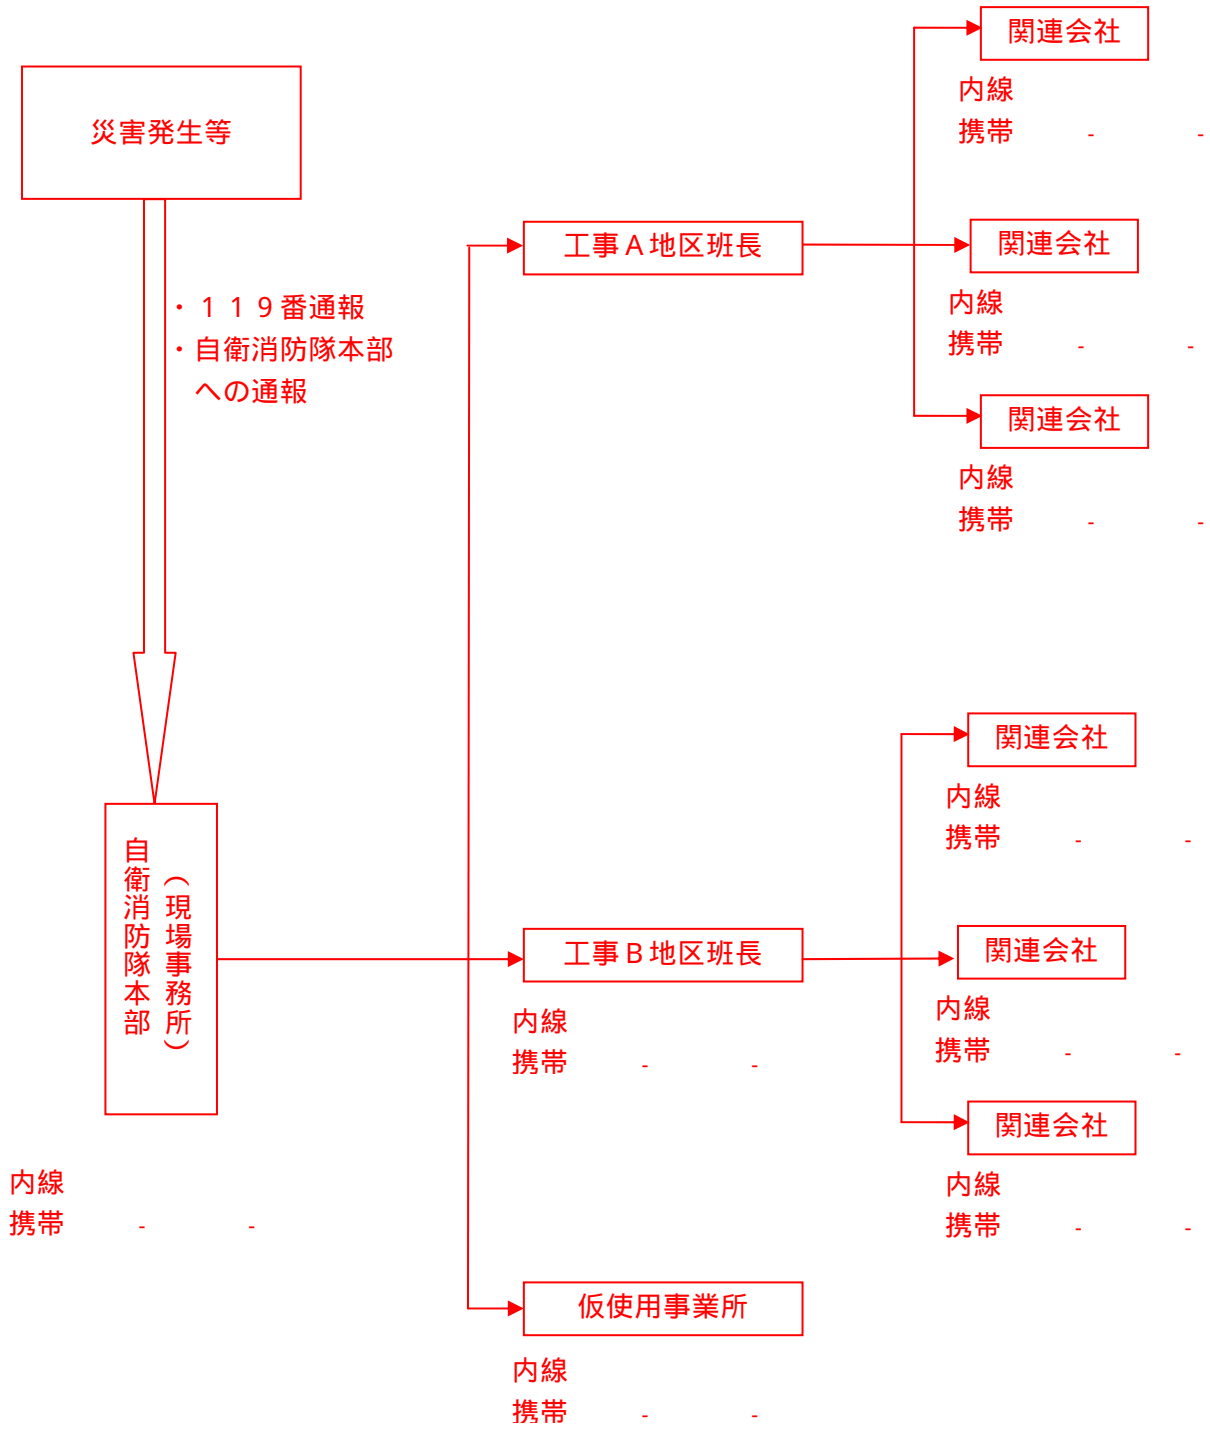 災害発生等
・１１９番通報
・自衛消防隊本部
への通報
自衛消防隊本部
（現場事務所）
内線
携帯 - -
工事Ａ地区班長
関連会社
内線
携帯 - -
関連会社
内線
携帯 - -
関連会社
内線
携帯 - -
工事Ｂ地区班長
内線
携帯 - -
関連会社
内線
携帯 - -
関連会社
内線
携帯 - -
関連会社
内線
携帯 - -
仮使用事業所
内線
携帯 - -